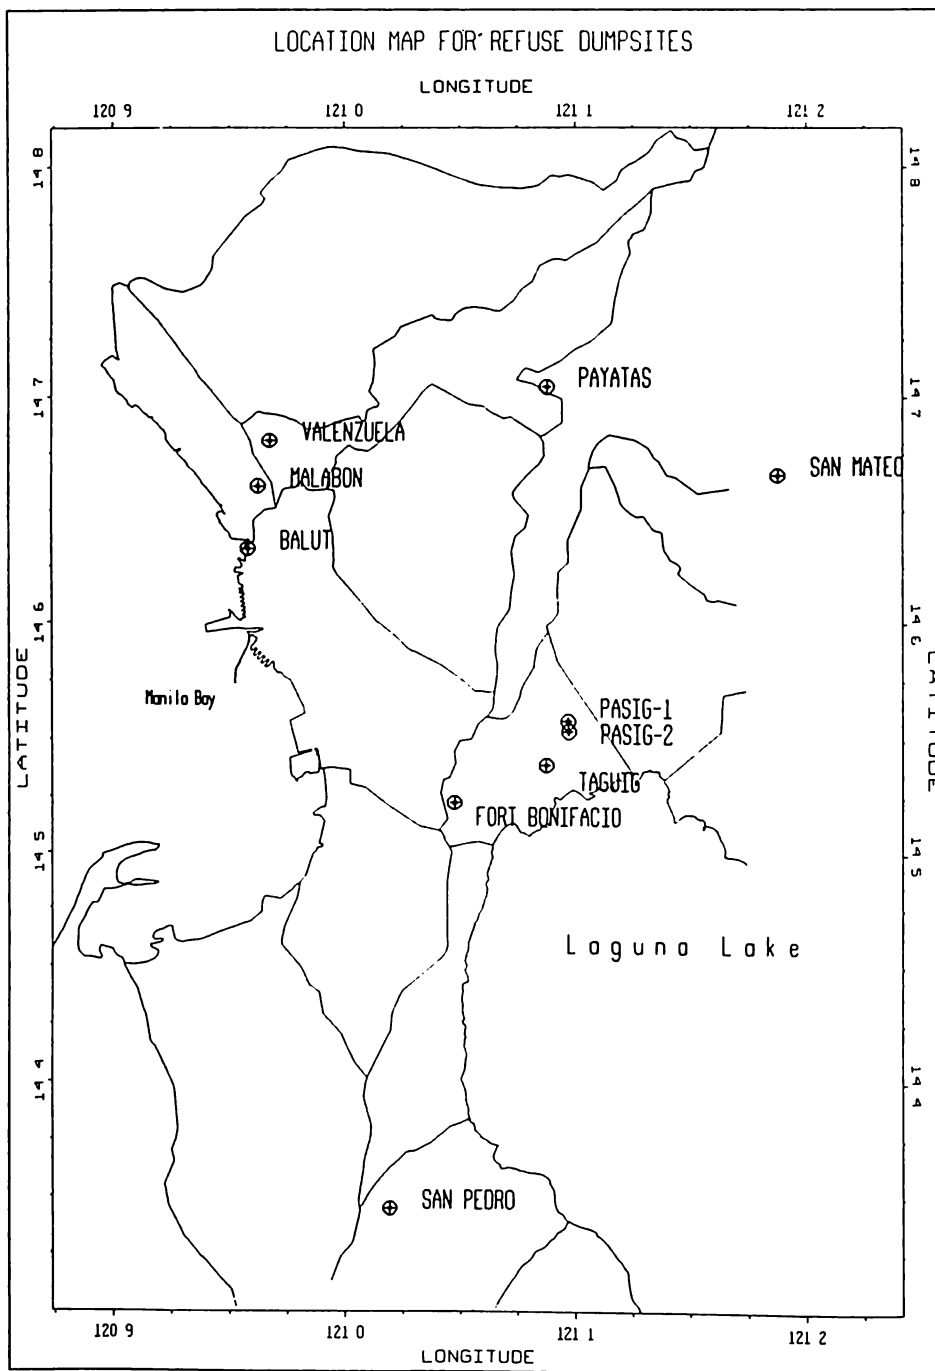 LOCATION MAP FOR REFUSE DUMPSITES
LONGITUDE
120 9 121 0 121 1 121 2
14 8 14 8
PAYATAS
14 7 14 7
VALENZUELA
SAN MATEO
MALABON
BALUT
14 6 14 6
LATITUDE LATITUDE
Manila Bay
PASIG-1
PASIG-2
TAGUIG
FORT BONIFACIO
14 5 14 5
Laguna Lake
14 4 14 4
SAN PEDRO
120 9 121 0 121 1 121 2
LONGITUDE